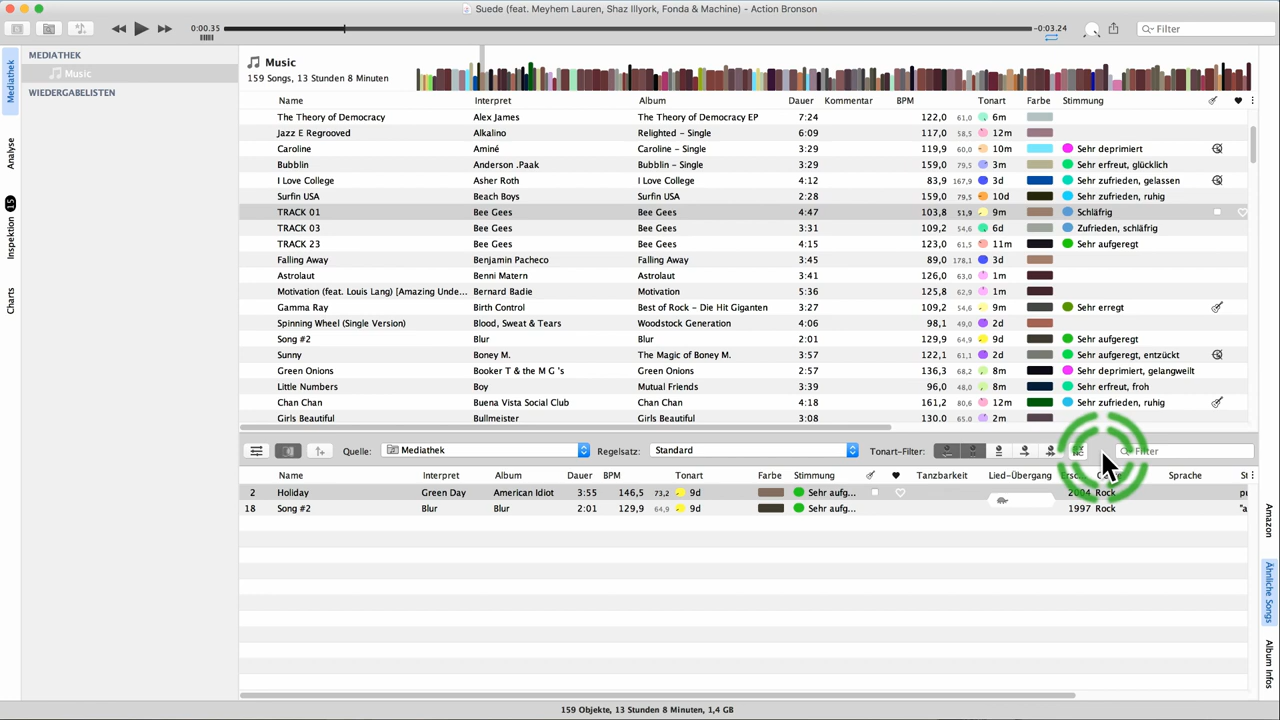 Suede (feat. Meyhem Lauren, Shaz Illyork, Fonda & Machine) - Action Bronson
0:00.35
-0:03.24
Filter
Mediathek
Analyse
Inspektion 15
Charts
MEDIATHEK
Music
WIEDERGABELISTEN
Music
159 Songs, 13 Stunden 8 Minuten
Name Interpret Album Dauer Kommentar BPM Tonart Farbe Stimmung
The Theory of Democracy Alex James The Theory of Democracy EP 7:24 122,0 61,0 6m
Jazz E Regrooved Alkalino Relighted – Single 6:09 117,0 58,5 12m
Caroline Aminé Caroline – Single 3:29 119,9 60,0 10m Sehr deprimiert
Bubblin Anderson .Paak Bubblin – Single 3:29 159,0 79,5 3m Sehr erfreut, glücklich
I Love College Asher Roth I Love College 4:12 83,9 167,9 3d Sehr zufrieden, gelassen
Surfin USA Beach Boys Surfin USA 2:28 159,0 79,5 10d Sehr zufrieden, ruhig
TRACK 01 Bee Gees Bee Gees 4:47 103,8 51,9 9m Schläfrig
TRACK 03 Bee Gees Bee Gees 3:31 109,2 54,6 6d Zufrieden, schläfrig
TRACK 23 Bee Gees Bee Gees 4:15 123,0 61,5 11m Sehr aufgeregt
Falling Away Benjamin Pacheco Falling Away 3:45 89,0 178,1 3d
Astrolaut Benni Matern Astrolaut 3:41 126,0 63,0 1m
Motivation (feat. Louis Lang) [Amazing Unde... Bernard Badie Motivation 5:36 125,8 62,9 1m
Gamma Ray Birth Control Best of Rock – Die Hit Giganten 3:27 109,2 54,6 9m Sehr erregt
Spinning Wheel (Single Version) Blood, Sweat & Tears Woodstock Generation 4:06 98,1 49,0 2d
Song #2 Blur Blur 2:01 129,9 64,9 9d Sehr aufgeregt
Sunny Boney M. The Magic of Boney M. 3:57 122,1 61,1 2d Sehr aufgeregt, entzückt
Green Onions Booker T & the M G 's Green Onions 2:57 136,3 68,2 8m Sehr deprimiert, gelangweilt
Little Numbers Boy Mutual Friends 3:39 96,0 48,0 8m Sehr erfreut, froh
Chan Chan Buena Vista Social Club 4:18 161,2 80,6 12m Sehr zufrieden, ruhig
Girls Beautiful Bullmeister 3:08 130,0 65,0 2m
Quelle: Mediathek Regelsatz: Standard Tonart-Filter: Filter
Name Interpret Album Dauer BPM Tonart Farbe Stimmung Tanzbarkeit Lied-Übergang Sprache
2 Holiday Green Day American Idiot 3:55 146,5 73,2 9d Sehr aufg... 2004 Rock
18 Song #2 Blur Blur 2:01 129,9 64,9 9d Sehr aufg... 1997 Rock
Amazon
Ähnliche Songs
Album Infos
159 Objekte, 13 Stunden 8 Minuten, 1,4 GB